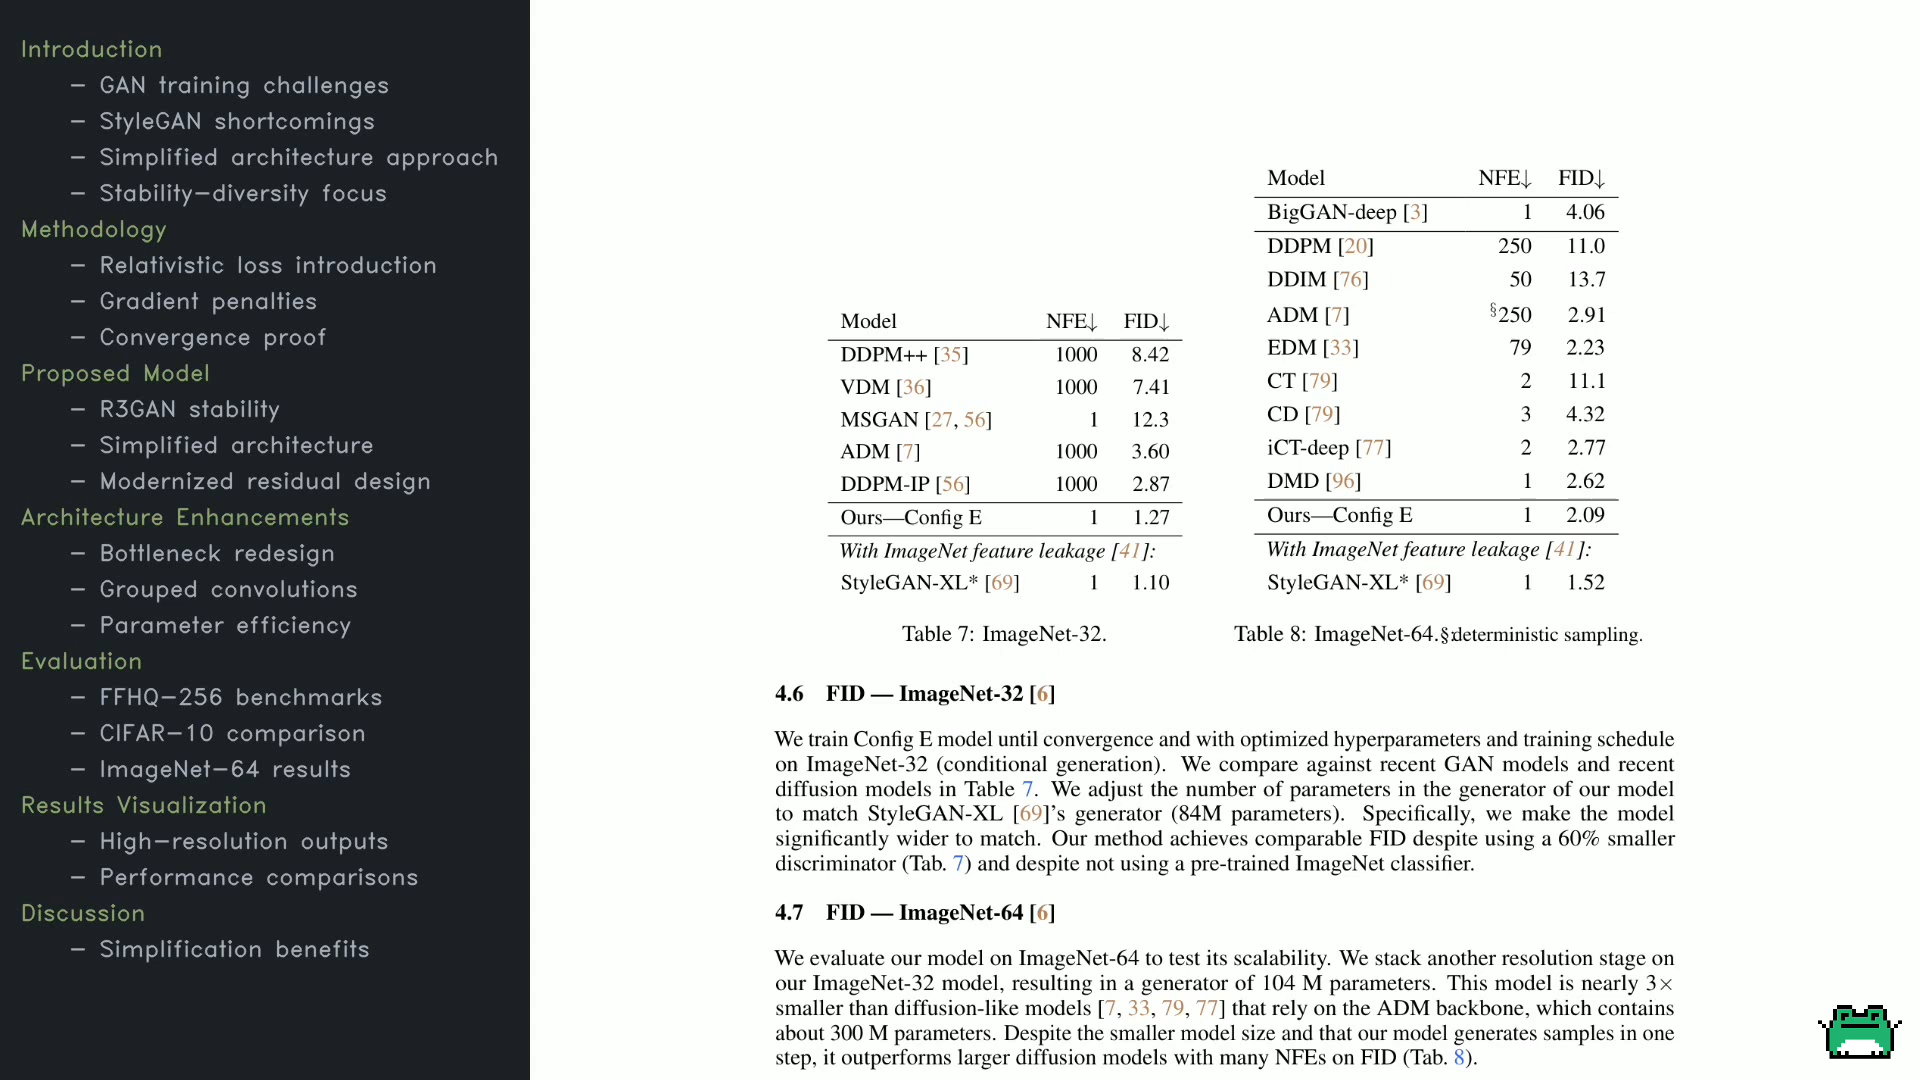 Introduction
– GAN training challenges
– StyleGAN shortcomings
– Simplified architecture approach
– Stability–diversity focus
Methodology
– Relativistic loss introduction
– Gradient penalties
– Convergence proof
Proposed Model
– R3GAN stability
– Simplified architecture
– Modernized residual design
Architecture Enhancements
– Bottleneck redesign
– Grouped convolutions
– Parameter efficiency
Evaluation
– FFHQ–256 benchmarks
– CIFAR–10 comparison
– ImageNet–64 results
Results Visualization
– High–resolution outputs
– Performance comparisons
Discussion
– Simplification benefits
Model NFE↓ FID↓
DDPM++ [35] 1000 8.42
VDM [36] 1000 7.41
MSGAN [27, 56] 1 12.3
ADM [7] 1000 3.60
DDPM-IP [56] 1000 2.87
Ours—Config E 1 1.27
With ImageNet feature leakage [41]:
StyleGAN-XL* [69] 1 1.10
Table 7: ImageNet-32.
Model NFE↓ FID↓
BigGAN-deep [3] 1 4.06
DDPM [20] 250 11.0
DDIM [76] 50 13.7
ADM [7] §250 2.91
EDM [33] 79 2.23
CT [79] 2 11.1
CD [79] 3 4.32
iCT-deep [77] 2 2.77
DMD [96] 1 2.62
Ours—Config E 1 2.09
With ImageNet feature leakage [41]:
StyleGAN-XL* [69] 1 1.52
Table 8: ImageNet-64.§deterministic sampling.
4.6 FID — ImageNet-32 [6]
We train Config E model until convergence and with optimized hyperparameters and training schedule
on ImageNet-32 (conditional generation). We compare against recent GAN models and recent
diffusion models in Table 7. We adjust the number of parameters in the generator of our model
to match StyleGAN-XL [69]'s generator (84M parameters). Specifically, we make the model
significantly wider to match. Our method achieves comparable FID despite using a 60% smaller
discriminator (Tab. 7) and despite not using a pre-trained ImageNet classifier.
4.7 FID — ImageNet-64 [6]
We evaluate our model on ImageNet-64 to test its scalability. We stack another resolution stage on
our ImageNet-32 model, resulting in a generator of 104 M parameters. This model is nearly 3×
smaller than diffusion-like models [7, 33, 79, 77] that rely on the ADM backbone, which contains
about 300 M parameters. Despite the smaller model size and that our model generates samples in one
step, it outperforms larger diffusion models with many NFEs on FID (Tab. 8).